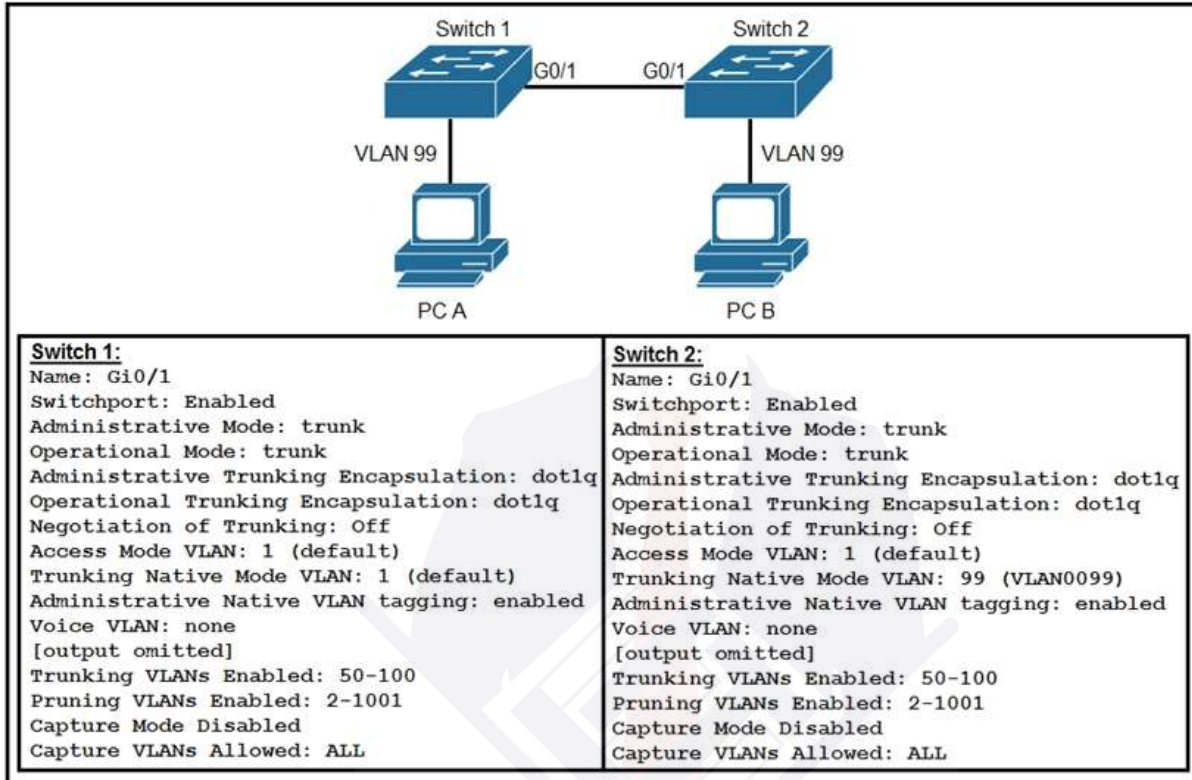 Switch 1
Switch 2
G0/1
G0/1
VLAN 99
VLAN 99
PC A
PC B
Switch 1:
Name: Gi0/1
Switchport: Enabled
Administrative Mode: trunk
Operational Mode: trunk
Administrative Trunking Encapsulation: dot1q
Operational Trunking Encapsulation: dot1q
Negotiation of Trunking: Off
Access Mode VLAN: 1 (default)
Trunking Native Mode VLAN: 1 (default)
Administrative Native VLAN tagging: enabled
Voice VLAN: none
[output omitted]
Trunking VLANs Enabled: 50-100
Pruning VLANs Enabled: 2-1001
Capture Mode Disabled
Capture VLANs Allowed: ALL
Switch 2:
Name: Gi0/1
Switchport: Enabled
Administrative Mode: trunk
Operational Mode: trunk
Administrative Trunking Encapsulation: dot1q
Operational Trunking Encapsulation: dot1q
Negotiation of Trunking: Off
Access Mode VLAN: 1 (default)
Trunking Native Mode VLAN: 99 (VLAN0099)
Administrative Native VLAN tagging: enabled
Voice VLAN: none
[output omitted]
Trunking VLANs Enabled: 50-100
Pruning VLANs Enabled: 2-1001
Capture Mode Disabled
Capture VLANs Allowed: ALL